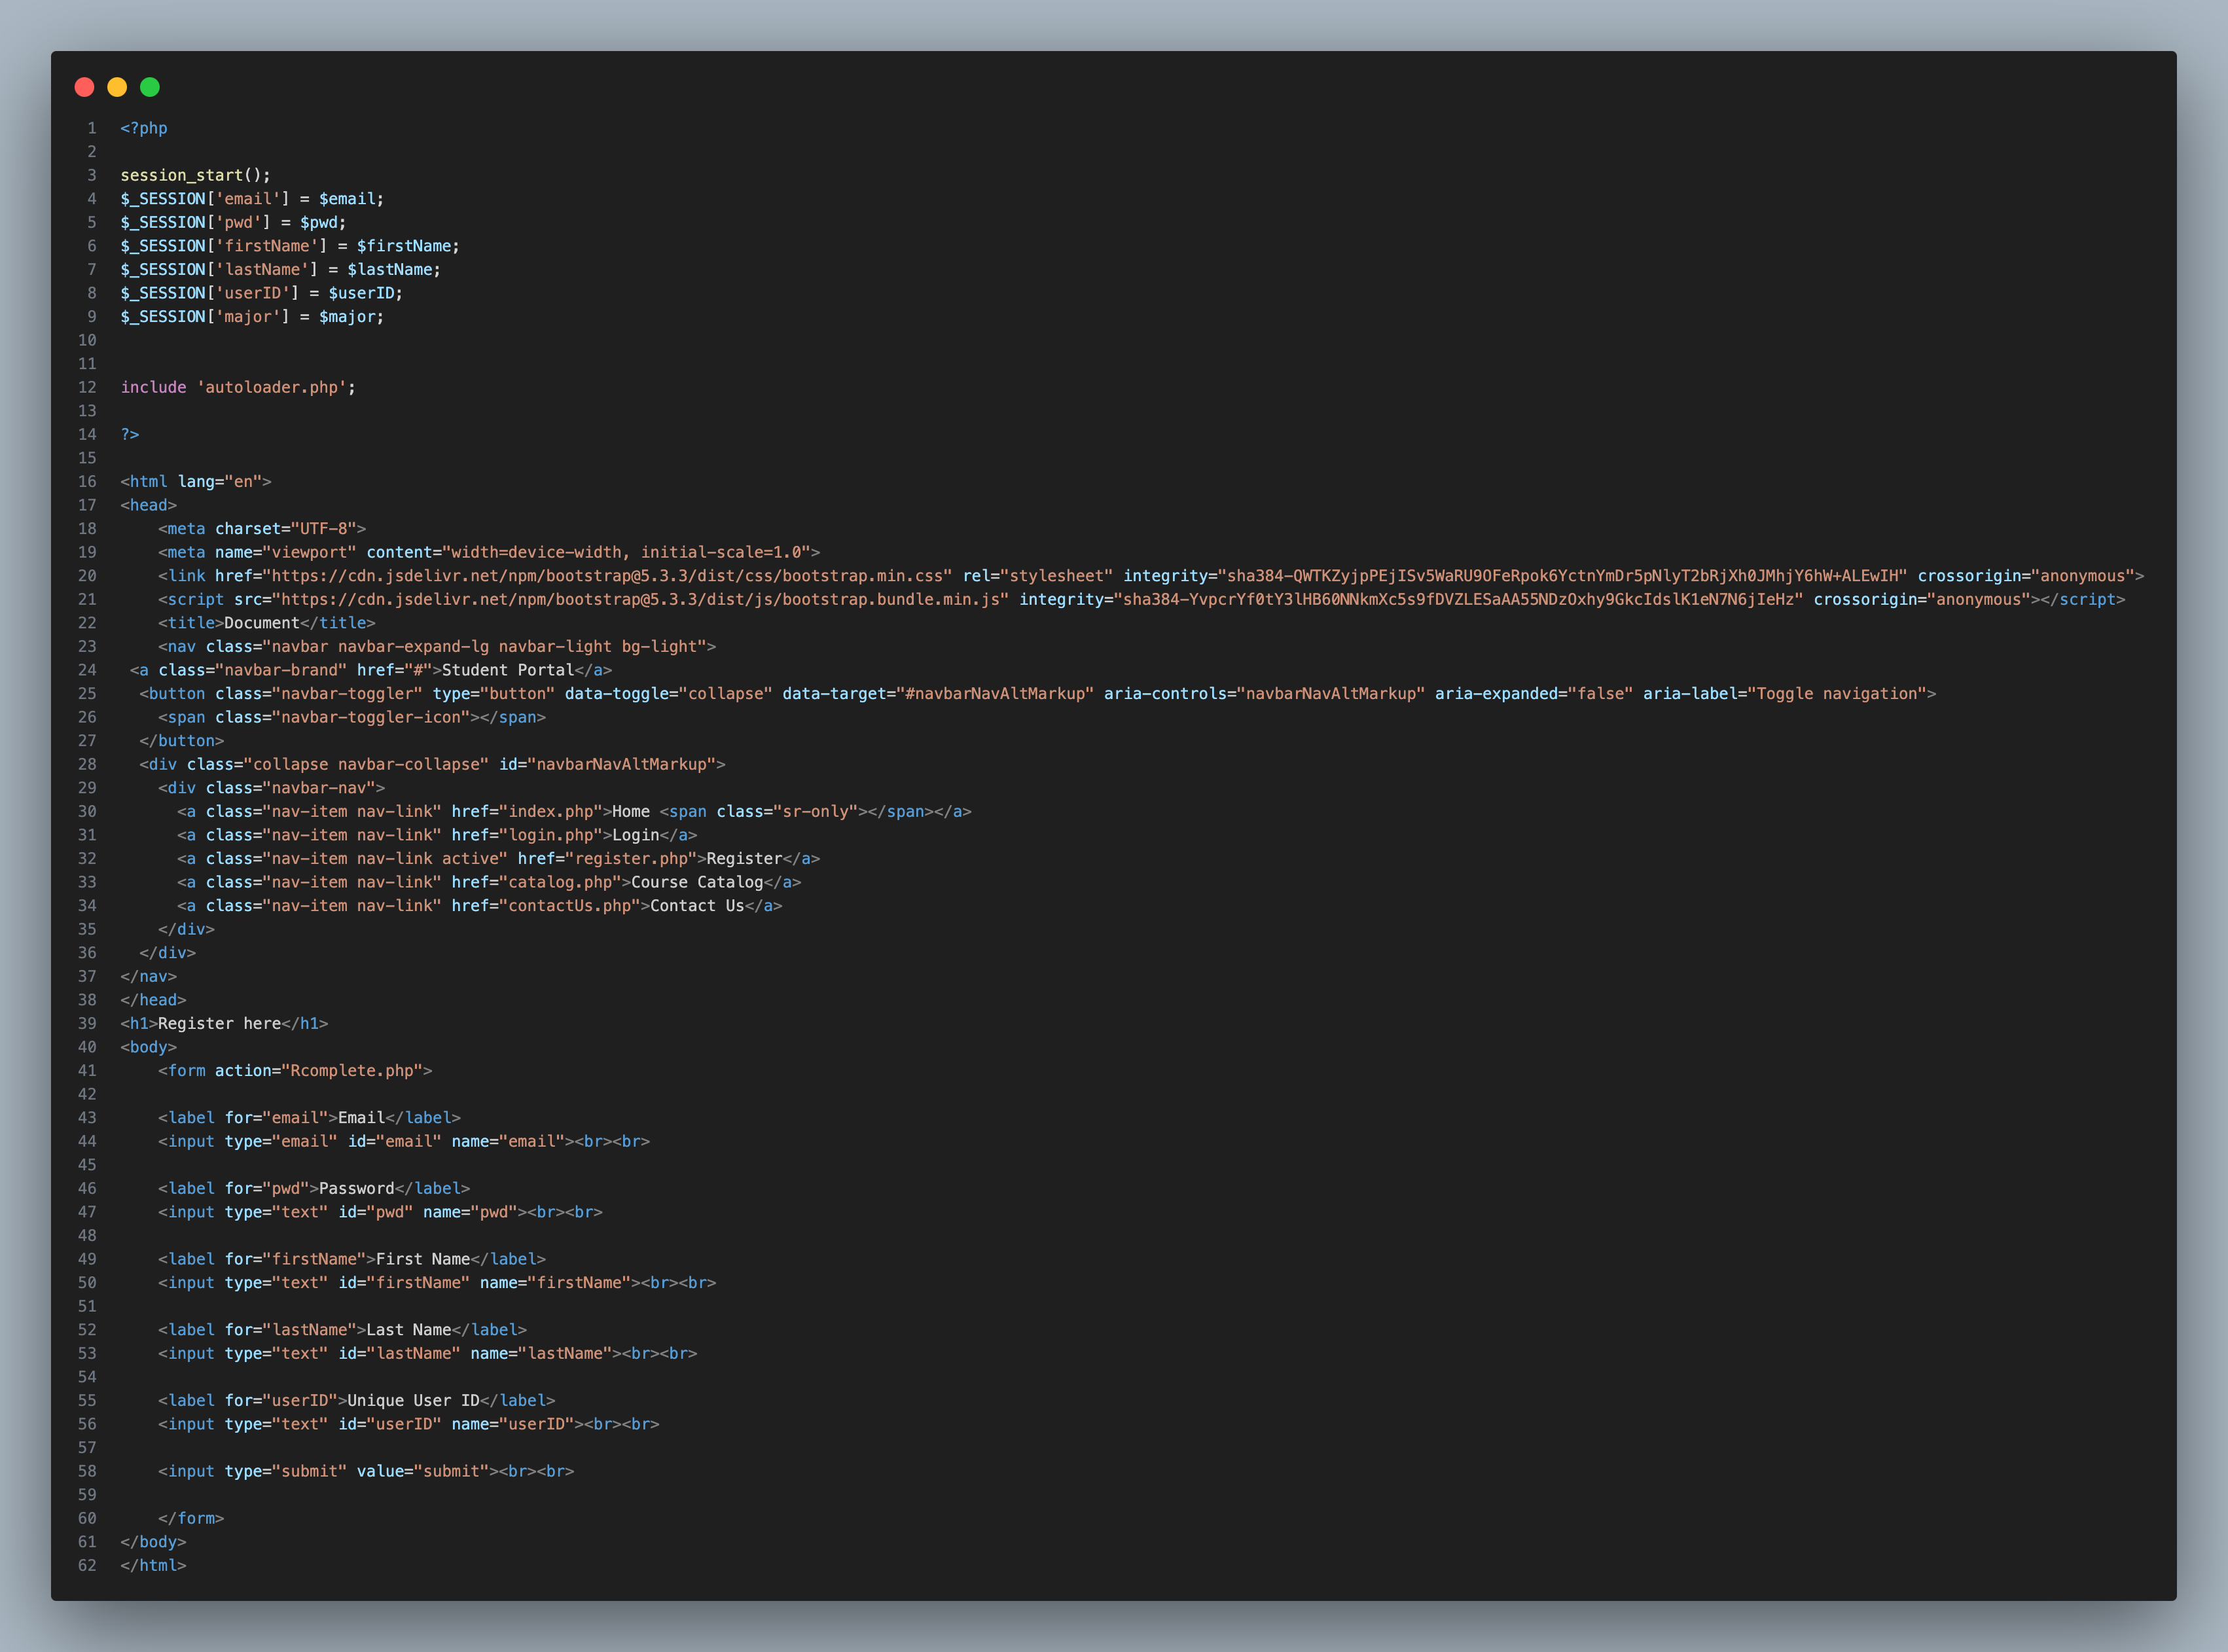 1 <?php
2
3 session_start();
4 $_SESSION['email'] = $email;
5 $_SESSION['pwd'] = $pwd;
6 $_SESSION['firstName'] = $firstName;
7 $_SESSION['lastName'] = $lastName;
8 $_SESSION['userID'] = $userID;
9 $_SESSION['major'] = $major;
10
11
12 include 'autoloader.php';
13
14 ?>
15
16 <html lang="en">
17 <head>
18     <meta charset="UTF-8">
19     <meta name="viewport" content="width=device-width, initial-scale=1.0">
20     <link href="https://cdn.jsdelivr.net/npm/bootstrap@5.3.3/dist/css/bootstrap.min.css" rel="stylesheet" integrity="sha384-QWTKZyjpPEjISv5WaRU9OFeRpok6YctnYmDr5pNlyT2bRjXh0JMhjY6hW+ALEwIH" crossorigin="anonymous">
21     <script src="https://cdn.jsdelivr.net/npm/bootstrap@5.3.3/dist/js/bootstrap.bundle.min.js" integrity="sha384-YvpcrYf0tY3lHB60NNkmXc5s9fDVZLESaAA55NDzOxhy9GkcIdslK1eN7N6jIeHz" crossorigin="anonymous"></script>
22     <title>Document</title>
23     <nav class="navbar navbar-expand-lg navbar-light bg-light">
24  <a class="navbar-brand" href="#">Student Portal</a>
25   <button class="navbar-toggler" type="button" data-toggle="collapse" data-target="#navbarNavAltMarkup" aria-controls="navbarNavAltMarkup" aria-expanded="false" aria-label="Toggle navigation">
26     <span class="navbar-toggler-icon"></span>
27   </button>
28   <div class="collapse navbar-collapse" id="navbarNavAltMarkup">
29     <div class="navbar-nav">
30       <a class="nav-item nav-link" href="index.php">Home <span class="sr-only"></span></a>
31       <a class="nav-item nav-link" href="login.php">Login</a>
32       <a class="nav-item nav-link active" href="register.php">Register</a>
33       <a class="nav-item nav-link" href="catalog.php">Course Catalog</a>
34       <a class="nav-item nav-link" href="contactUs.php">Contact Us</a>
35     </div>
36   </div>
37 </nav>
38 </head>
39 <h1>Register here</h1>
40 <body>
41     <form action="Rcomplete.php">
42
43     <label for="email">Email</label>
44     <input type="email" id="email" name="email"><br><br>
45
46     <label for="pwd">Password</label>
47     <input type="text" id="pwd" name="pwd"><br><br>
48
49     <label for="firstName">First Name</label>
50     <input type="text" id="firstName" name="firstName"><br><br>
51
52     <label for="lastName">Last Name</label>
53     <input type="text" id="lastName" name="lastName"><br><br>
54
55     <label for="userID">Unique User ID</label>
56     <input type="text" id="userID" name="userID"><br><br>
57
58     <input type="submit" value="submit"><br><br>
59
60     </form>
61 </body>
62 </html>